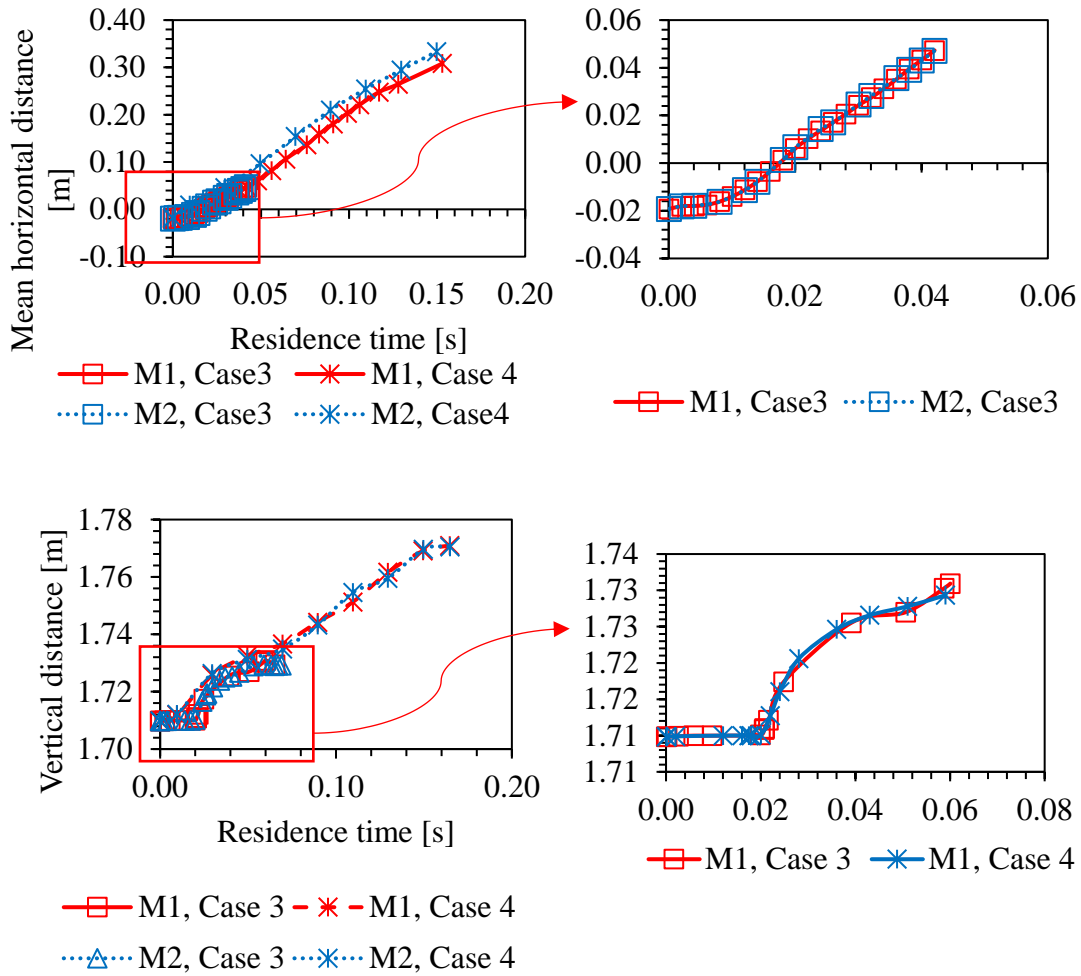 Mean horizontal distance
[m]
0.40
0.30
0.20
0.10
0.00
-0.10
0.00 0.05 0.10 0.15 0.20
Residence time [s]
M1, Case3 M1, Case 4
M2, Case3 M2, Case4
0.06
0.04
0.02
0.00
-0.02
-0.04
0.00 0.02 0.04 0.06
M1, Case3 M2, Case3
Vertical distance [m]
1.78
1.76
1.74
1.72
1.70
0.00 0.10 0.20
Residence time [s]
M1, Case 3 M1, Case 4
M2, Case 3 M2, Case 4
1.74
1.73
1.73
1.72
1.72
1.71
1.71
0.00 0.02 0.04 0.06 0.08
M1, Case 3 M1, Case 4